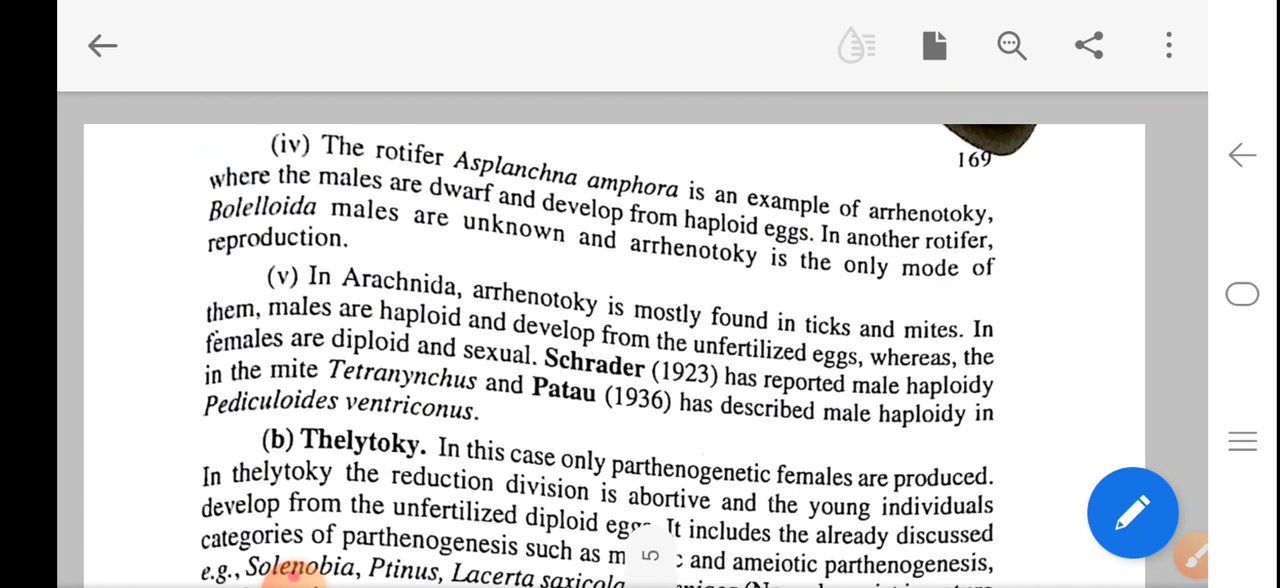 169
(iv) The rotifer Asplanchna amphora is an example of arrhenotoky,
where the males are dwarf and develop from haploid eggs. In another rotifer,
Bolelloida males are unknown and arrhenotoky is the only mode of
reproduction.
(v) In Arachnida, arrhenotoky is mostly found in ticks and mites. In
them, males are haploid and develop from the unfertilized eggs, whereas, the
females are diploid and sexual. Schrader (1923) has reported male haploidy
in the mite Tetranynchus and Patau (1936) has described male haploidy in
Pediculoides ventriconus.
(b) Thelytoky. In this case only parthenogenetic females are produced.
In thelytoky the reduction division is abortive and the young individuals
develop from the unfertilized diploid It includes the already discussed
categories of parthenogenesis such as and ameiotic parthenogenesis,
e.g., Solenobia, Ptinus, Lacerta saxicola
5